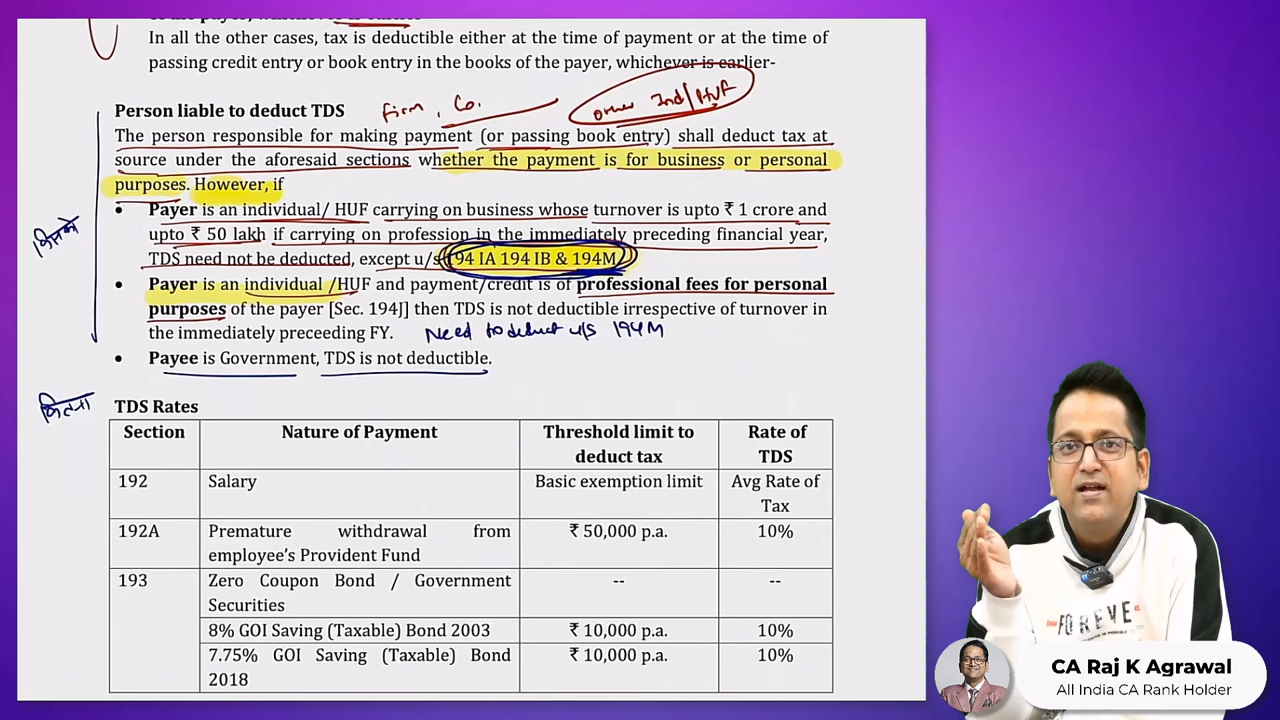 In all the other cases, tax is deductible either at the time of payment or at the time of
passing credit entry or book entry in the books of the payer, whichever is earlier-
Person liable to deduct TDS
Firm, Co.
other Ind/HUF
The person responsible for making payment (or passing book entry) shall deduct tax at
source under the aforesaid sections whether the payment is for business or personal
purposes. However, if
• Payer is an individual/ HUF carrying on business whose turnover is upto ₹ 1 crore and
upto ₹ 50 lakh if carrying on profession in the immediately preceding financial year,
TDS need not be deducted, except u/s 194 IA 194 IB & 194M
• Payer is an individual /HUF and payment/credit is of professional fees for personal
purposes of the payer [Sec. 194J] then TDS is not deductible irrespective of turnover in
the immediately preceeding FY.
Need to deduct u/s 194M
• Payee is Government, TDS is not deductible.
कितना
TDS Rates
Section Nature of Payment Threshold limit to deduct tax Rate of TDS
192 Salary Basic exemption limit Avg Rate of Tax
192A Premature withdrawal from employee's Provident Fund ₹ 50,000 p.a. 10%
193 Zero Coupon Bond / Government Securities -- --
8% GOI Saving (Taxable) Bond 2003 ₹ 10,000 p.a. 10%
7.75% GOI Saving (Taxable) Bond 2018 ₹ 10,000 p.a. 10%
FOREVE
CA Raj K Agrawal
All India CA Rank Holder